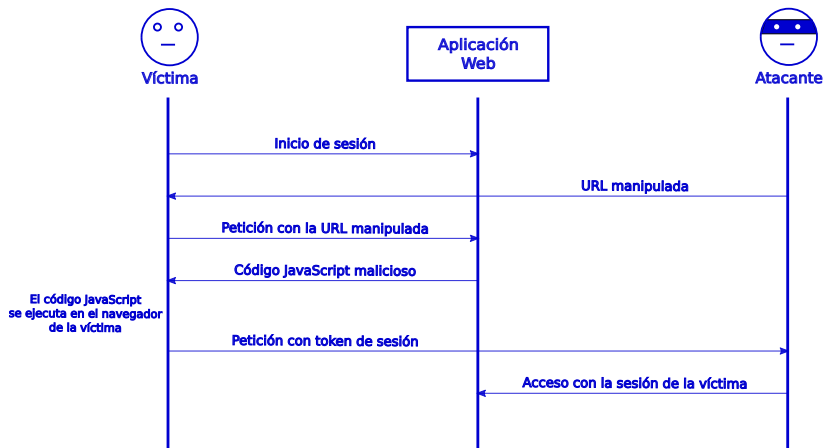 Víctima
Aplicación
Web
Atacante
Inicio de sesión
URL manipulada
Petición con la URL manipulada
Código JavaScript malicioso
El código JavaScript
se ejecuta en el navegador
de la víctima
Petición con token de sesión
Acceso con la sesión de la víctima